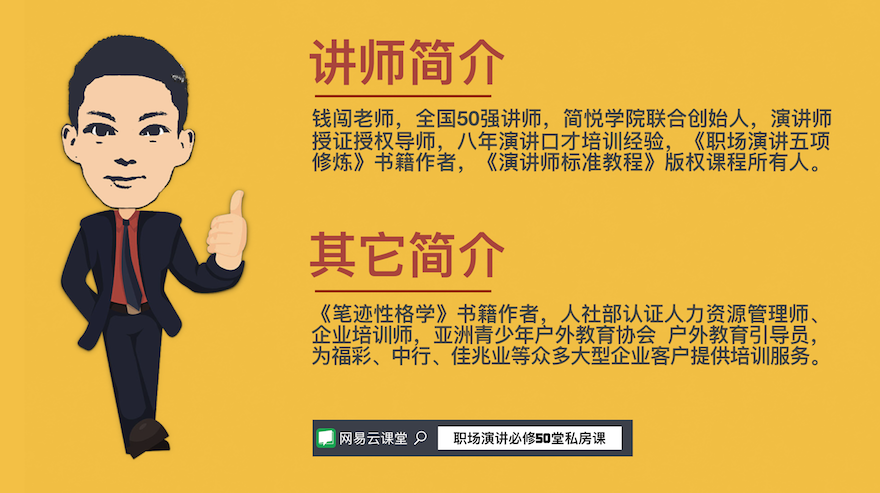 讲师简介
钱闯老师，全国50强讲师，简悦学院联合创始人，演讲师
授证授权导师，八年演讲口才培训经验，《职场演讲五项
修炼》书籍作者，《演讲师标准教程》版权课程所有人。
其它简介
《笔迹性格学》书籍作者，人社部认证人力资源管理师、
企业培训师，亚洲青少年户外教育协会 户外教育引导员，
为福彩、中行、佳兆业等众多大型企业客户提供培训服务。
网易云课堂 职场演讲必修50堂私房课